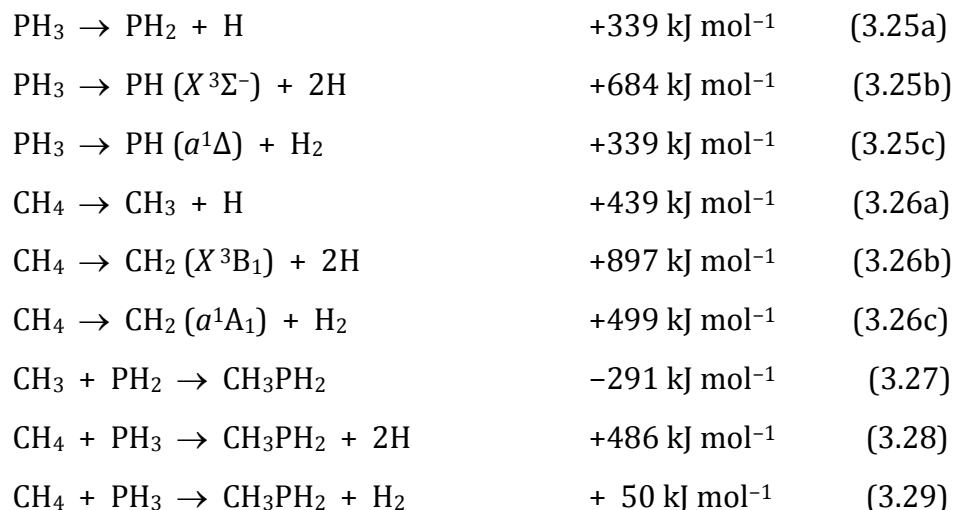 PH₃ → PH₂ + H +339 kJ mol⁻¹ (3.25a)
PH₃ → PH (X ³Σ⁻) + 2H +684 kJ mol⁻¹ (3.25b)
PH₃ → PH (a¹Δ) + H₂ +339 kJ mol⁻¹ (3.25c)
CH₄ → CH₃ + H +439 kJ mol⁻¹ (3.26a)
CH₄ → CH₂ (X ³B₁) + 2H +897 kJ mol⁻¹ (3.26b)
CH₄ → CH₂ (a¹A₁) + H₂ +499 kJ mol⁻¹ (3.26c)
CH₃ + PH₂ → CH₃PH₂ −291 kJ mol⁻¹ (3.27)
CH₄ + PH₃ → CH₃PH₂ + 2H +486 kJ mol⁻¹ (3.28)
CH₄ + PH₃ → CH₃PH₂ + H₂ + 50 kJ mol⁻¹ (3.29)